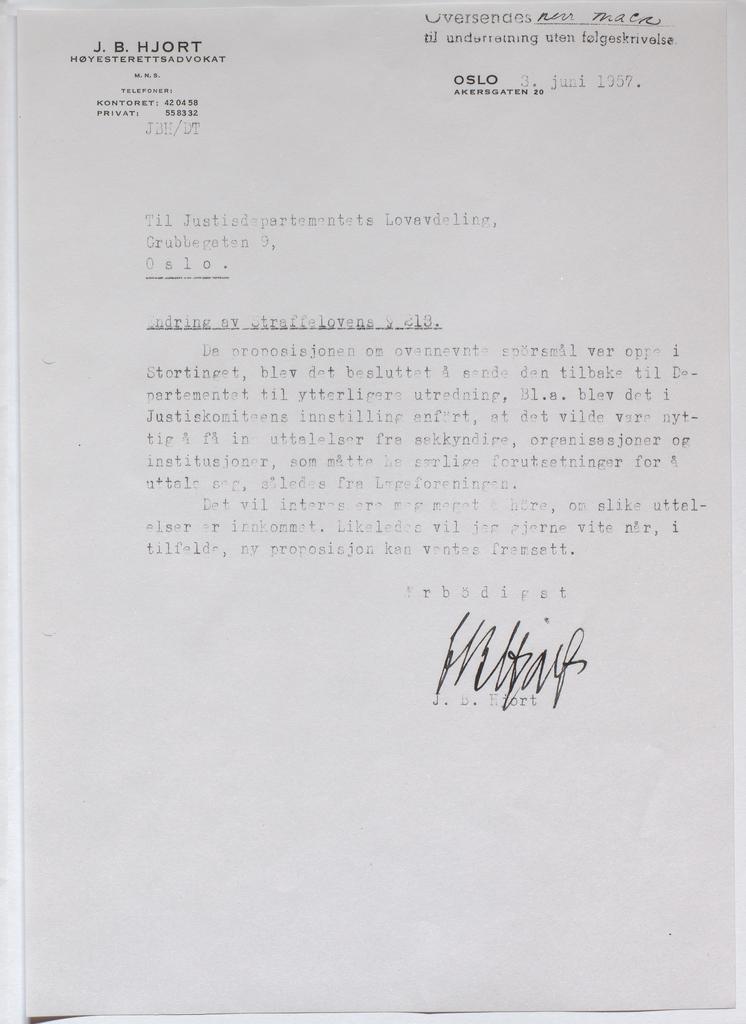 Oversendes herr Mack
til underretning uten følgeskrivelse.
J. B. HJORT
HØYESTERETTSADVOKAT
M. N. S.
TELEFONER:
KONTORET: 42 04 58
PRIVAT: 55 83 32
JBH/DT
OSLO 3. juni 1957.
AKERSGATEN 20
Til Justisdepartementets Lovavdeling,
Grubbegaten 9,
O s l o .
Endring av Straffelovens § 213.
Da proposisjonen om ovennevnte spörsmål var oppe i
Stortinget, blev det besluttet å sende den tilbake til De-
partementet til ytterligere utredning. Bl.a. blev det i
Justiskomiteens innstilling anfört, at det vilde være nyt-
tig å få inn uttalelser fra sakkyndige, organisasjoner og
institusjoner, som måtte ha særlige forutsetninger for å
uttale seg, således fra Lægeforeningen.
Det vil interessere meg meget å höre, om slike uttal-
elser er innkommet. Likeledes vil jeg gjerne vite når, i
tilfelde, ny proposisjon kan ventes fremsatt.
Ærbödigst
J. B. Hjort
J. B. Hjort